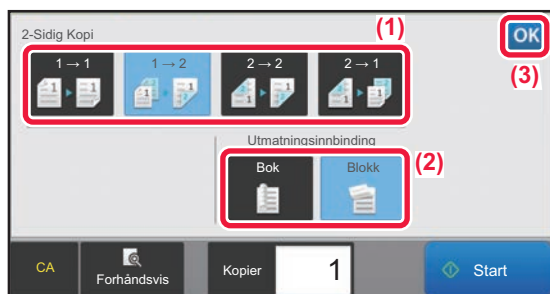 2-Sidig Kopi
(1)
OK
(3)
1 → 1
1 → 2
2 → 2
2 → 1
Utmatningsinnbinding
(2)
Bok
Blokk
CA
Forhåndsvis
Kopier
1
Start